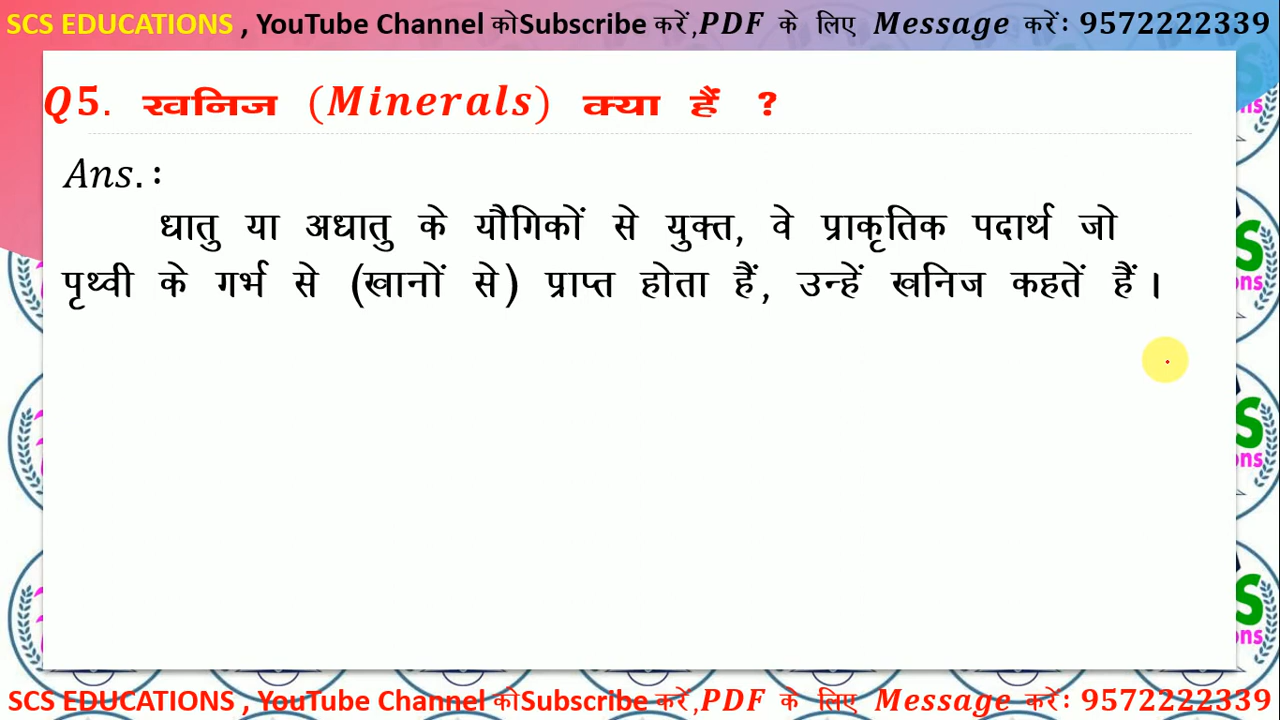 SCS EDUCATIONS , YouTube Channel कोSubscribe करें,PDF के लिए Message करें: 9572222339
Q5. खनिज (Minerals) क्या हैं ?
Ans.:
धातु या अधातु के यौगिकों से युक्त, वे प्राकृतिक पदार्थ जो
पृथ्वी के गर्भ से (खानों से) प्राप्त होता हैं, उन्हें खनिज कहतें हैं।
SCS EDUCATIONS , YouTube Channel कोSubscribe करें,PDF के लिए Message करें: 9572222339